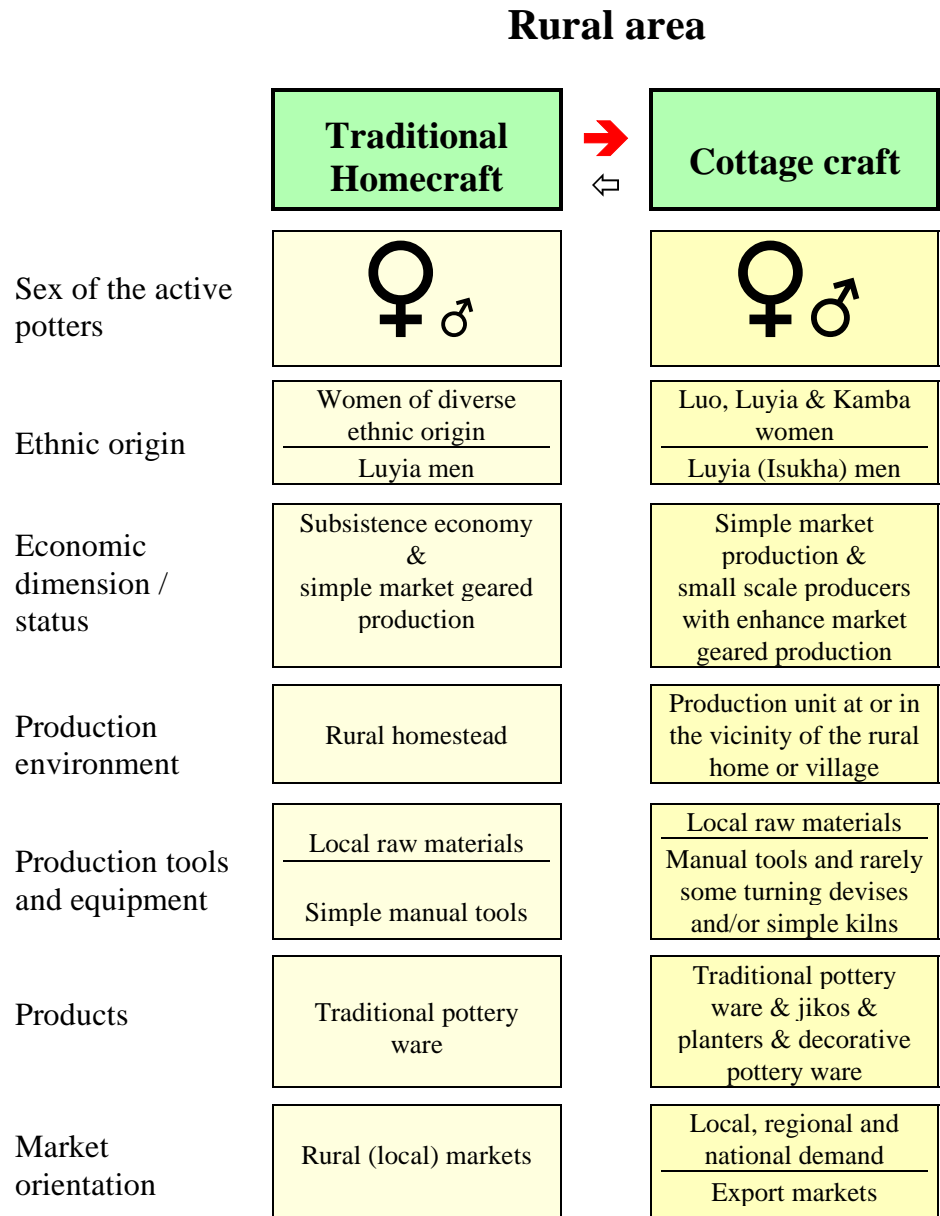 Rural area
Traditional
Homecraft
Cottage craft
Sex of the active
potters
Ethnic origin
Women of diverse
ethnic origin
Luyia men
Luo, Luyia & Kamba
women
Luyia (Isukha) men
Economic
dimension /
status
Subsistence economy
&
simple market geared
production
Simple market
production &
small scale producers
with enhance market
geared production
Production
environment
Rural homestead
Production unit at or in
the vicinity of the rural
home or village
Production tools
and equipment
Local raw materials
Simple manual tools
Local raw materials
Manual tools and rarely
some turning devises
and/or simple kilns
Products
Traditional pottery
ware
Traditional pottery
ware & jikos &
planters & decorative
pottery ware
Market
orientation
Rural (local) markets
Local, regional and
national demand
Export markets